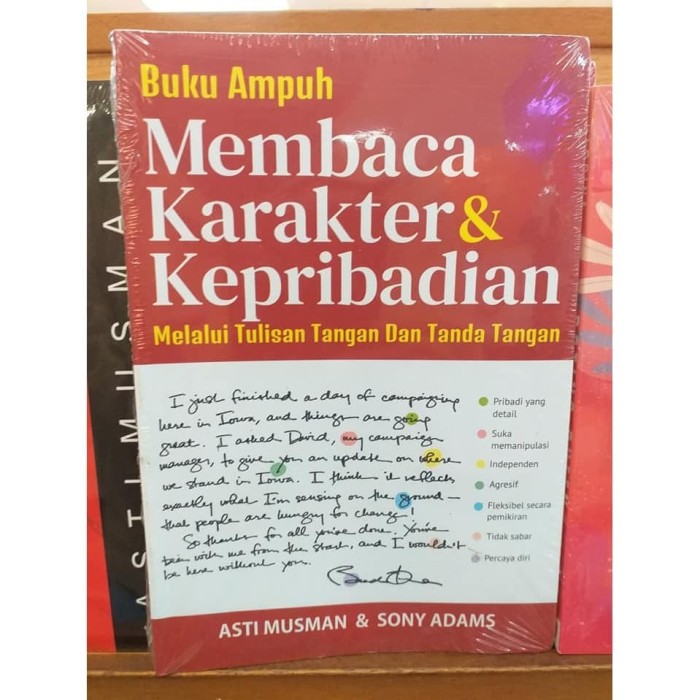 Buku Ampuh
Membaca
Karakter &
Kepribadian
Melalui Tulisan Tangan Dan Tanda Tangan
I just finished a day of campaigning
here in Iowa, and things are going
great. I asked David, my campaign
manager, to give you an update on where
we stand in Iowa. I think it reflects
exactly what I'm sensing on the ground —
that people are hungry for change!
So thanks for all you've done. You've
been with me from the start, and I wouldn't
be here without you.
Pribadi yang
detail
Suka
memanipulasi
Independen
Agresif
Fleksibel secara
pemikiran
Tidak sabar
Percaya diri
ASTI MUSMAN & SONY ADAMS
ASTI MUSMAN